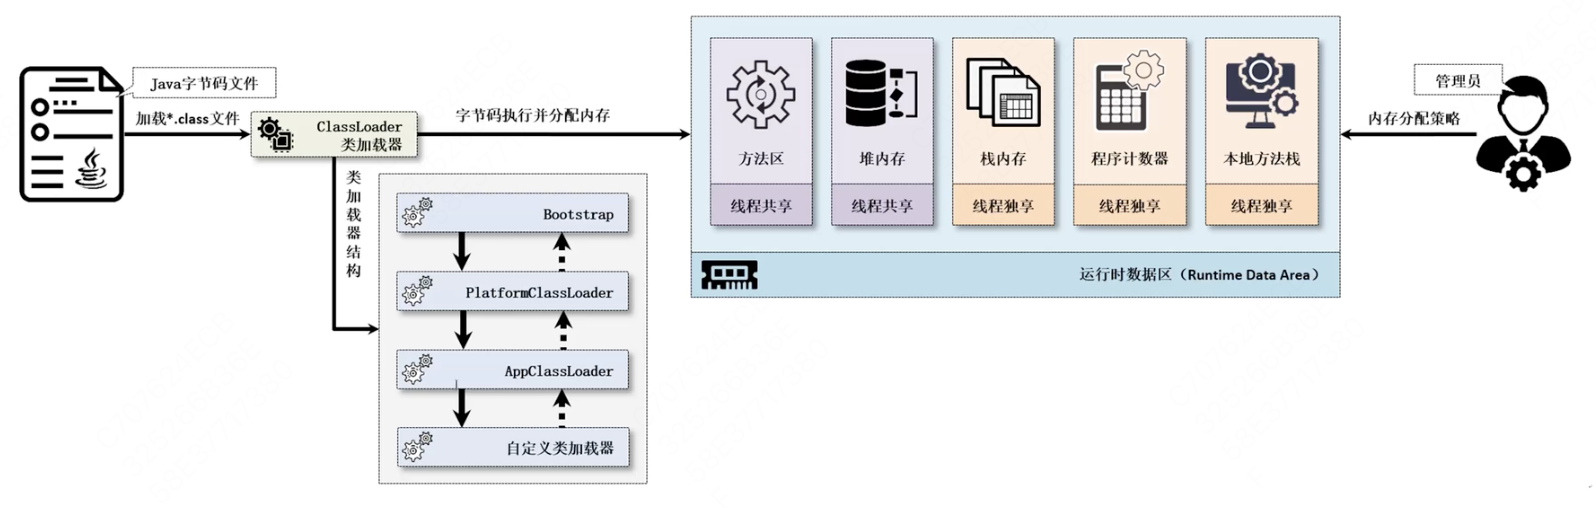 Java字节码文件
加载*.class文件
ClassLoader
类加载器
字节码执行并分配内存
类加载器结构
Bootstrap
PlatformClassLoader
AppClassLoader
自定义类加载器
方法区
堆内存
栈内存
程序计数器
本地方法栈
线程共享
线程共享
线程独享
线程独享
线程独享
运行时数据区（Runtime Data Area）
管理员
内存分配策略